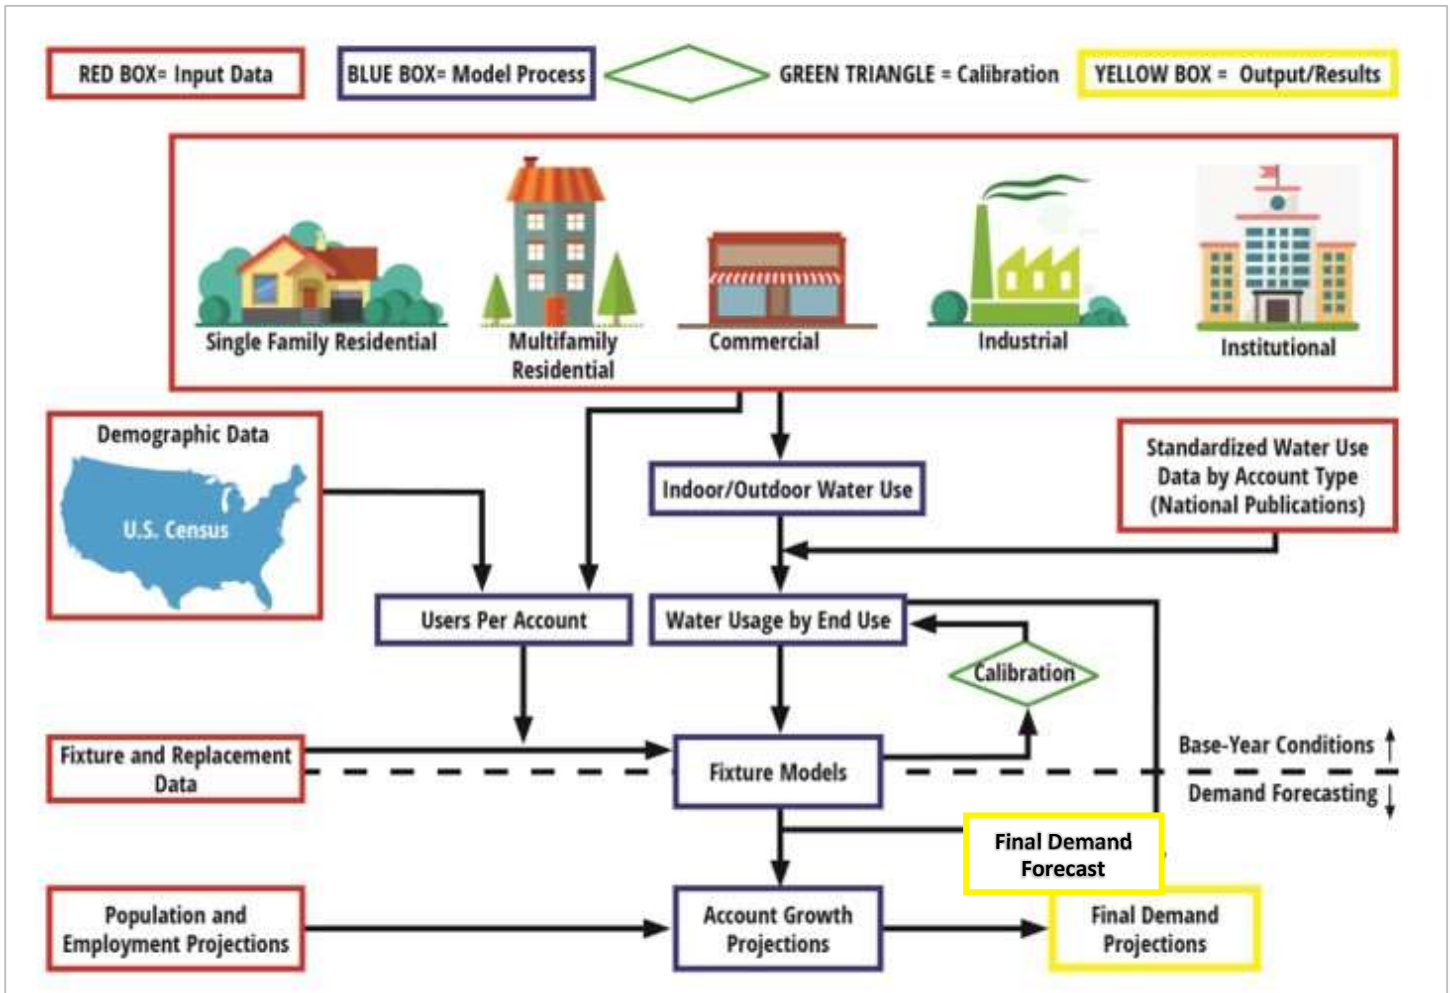 RED BOX= Input Data
BLUE BOX= Model Process
GREEN TRIANGLE = Calibration
YELLOW BOX = Output/Results
Single Family Residential
Multifamily
Residential
Commercial
Industrial
Institutional
Demographic Data
U.S. Census
Indoor/Outdoor Water Use
Standardized Water Use
Data by Account Type
(National Publications)
Users Per Account
Water Usage by End Use
Calibration
Fixture and Replacement
Data
Fixture Models
Base-Year Conditions
Demand Forecasting
Final Demand
Forecast
Population and
Employment Projections
Account Growth
Projections
Final Demand
Projections